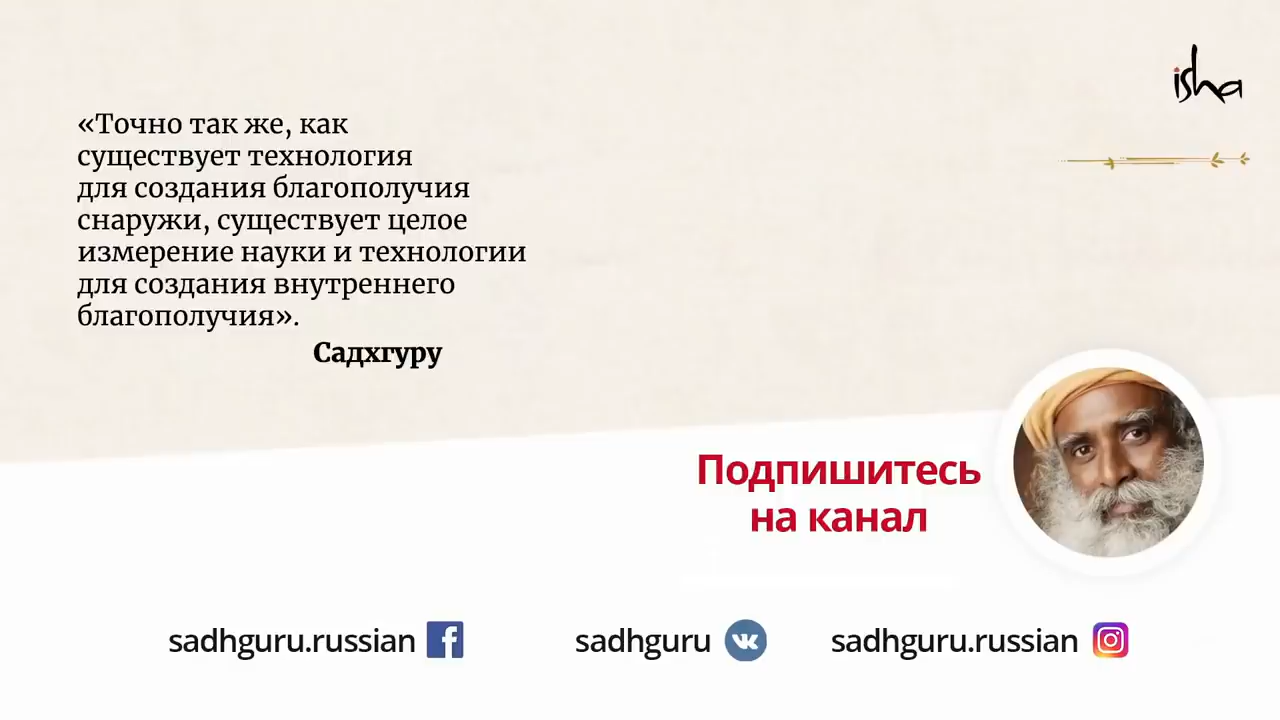 isha
«Точно так же, как
существует технология
для создания благополучия
снаружи, существует целое
измерение науки и технологии
для создания внутреннего
благополучия».
Садхгуру
Подпишитесь
на канал
sadhguru.russian
sadhguru
sadhguru.russian